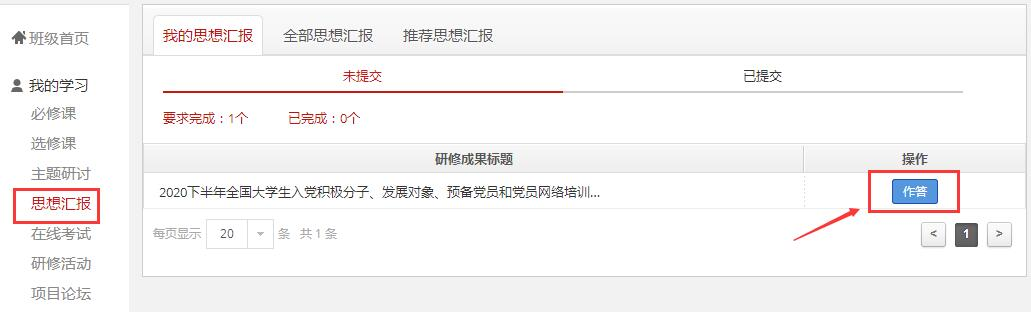 班级首页
我的学习
必修课
选修课
主题研讨
思想汇报
在线考试
研修活动
项目论坛
我的思想汇报 全部思想汇报 推荐思想汇报
未提交 已提交
要求完成：1个 已完成：0个
研修成果标题 操作
2020下半年全国大学生入党积极分子、发展对象、预备党员和党员网络培训... 作答
每页显示 20 条 共 1 条 < 1 >